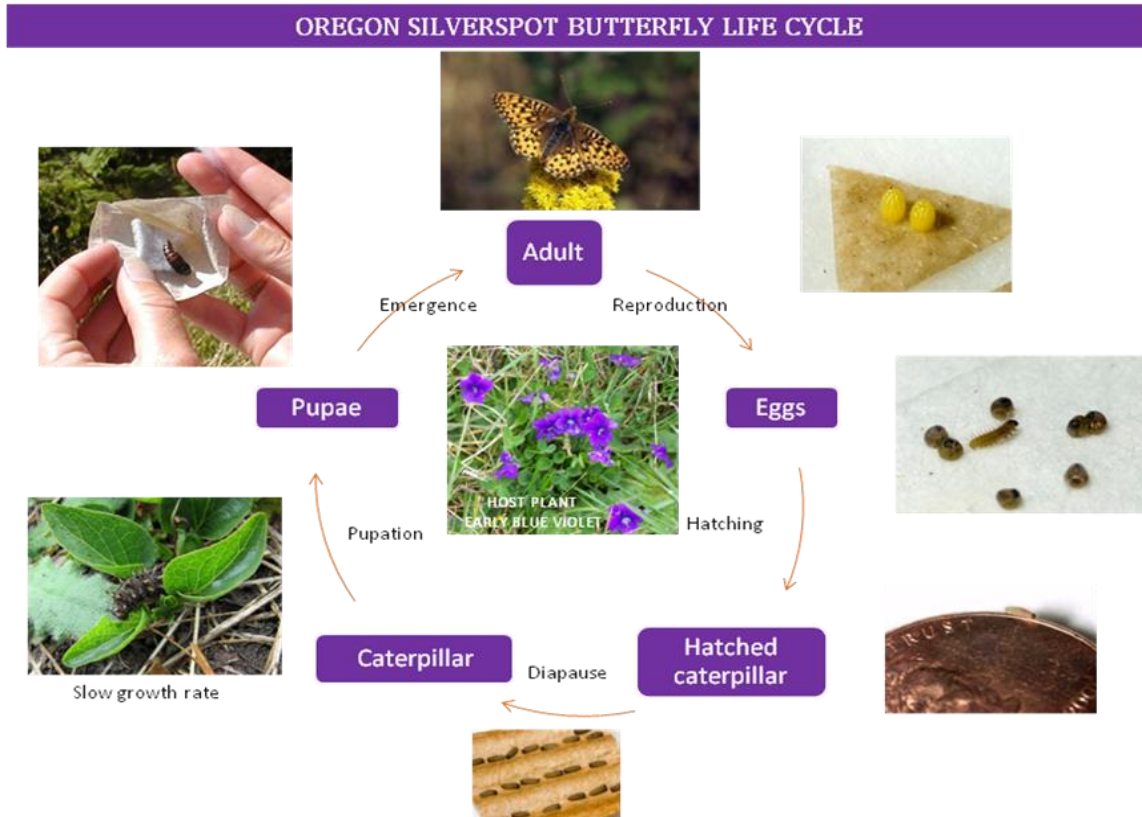 OREGON SILVERSPOT BUTTERFLY LIFE CYCLE
Adult
Emergence
Reproduction
Pupae
Eggs
HOST PLANT
EARLY BLUE VIOLET
Pupation
Hatching
Caterpillar
Diapause
Hatched
caterpillar
Slow growth rate
RUST